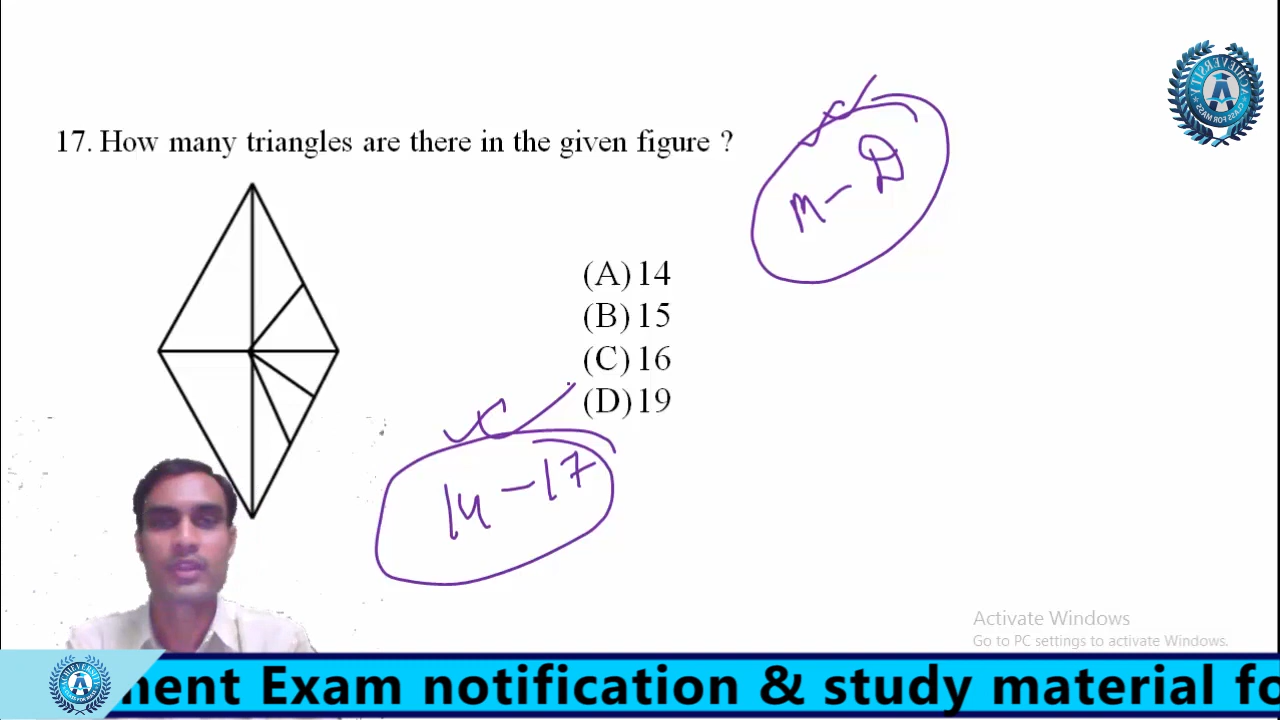 17. How many triangles are there in the given figure ?
M - D
(A) 14
(B) 15
(C) 16
(D) 19
14 - 17
Activate Windows
Go to PC settings to activate Windows.
ment Exam notification & study material fo